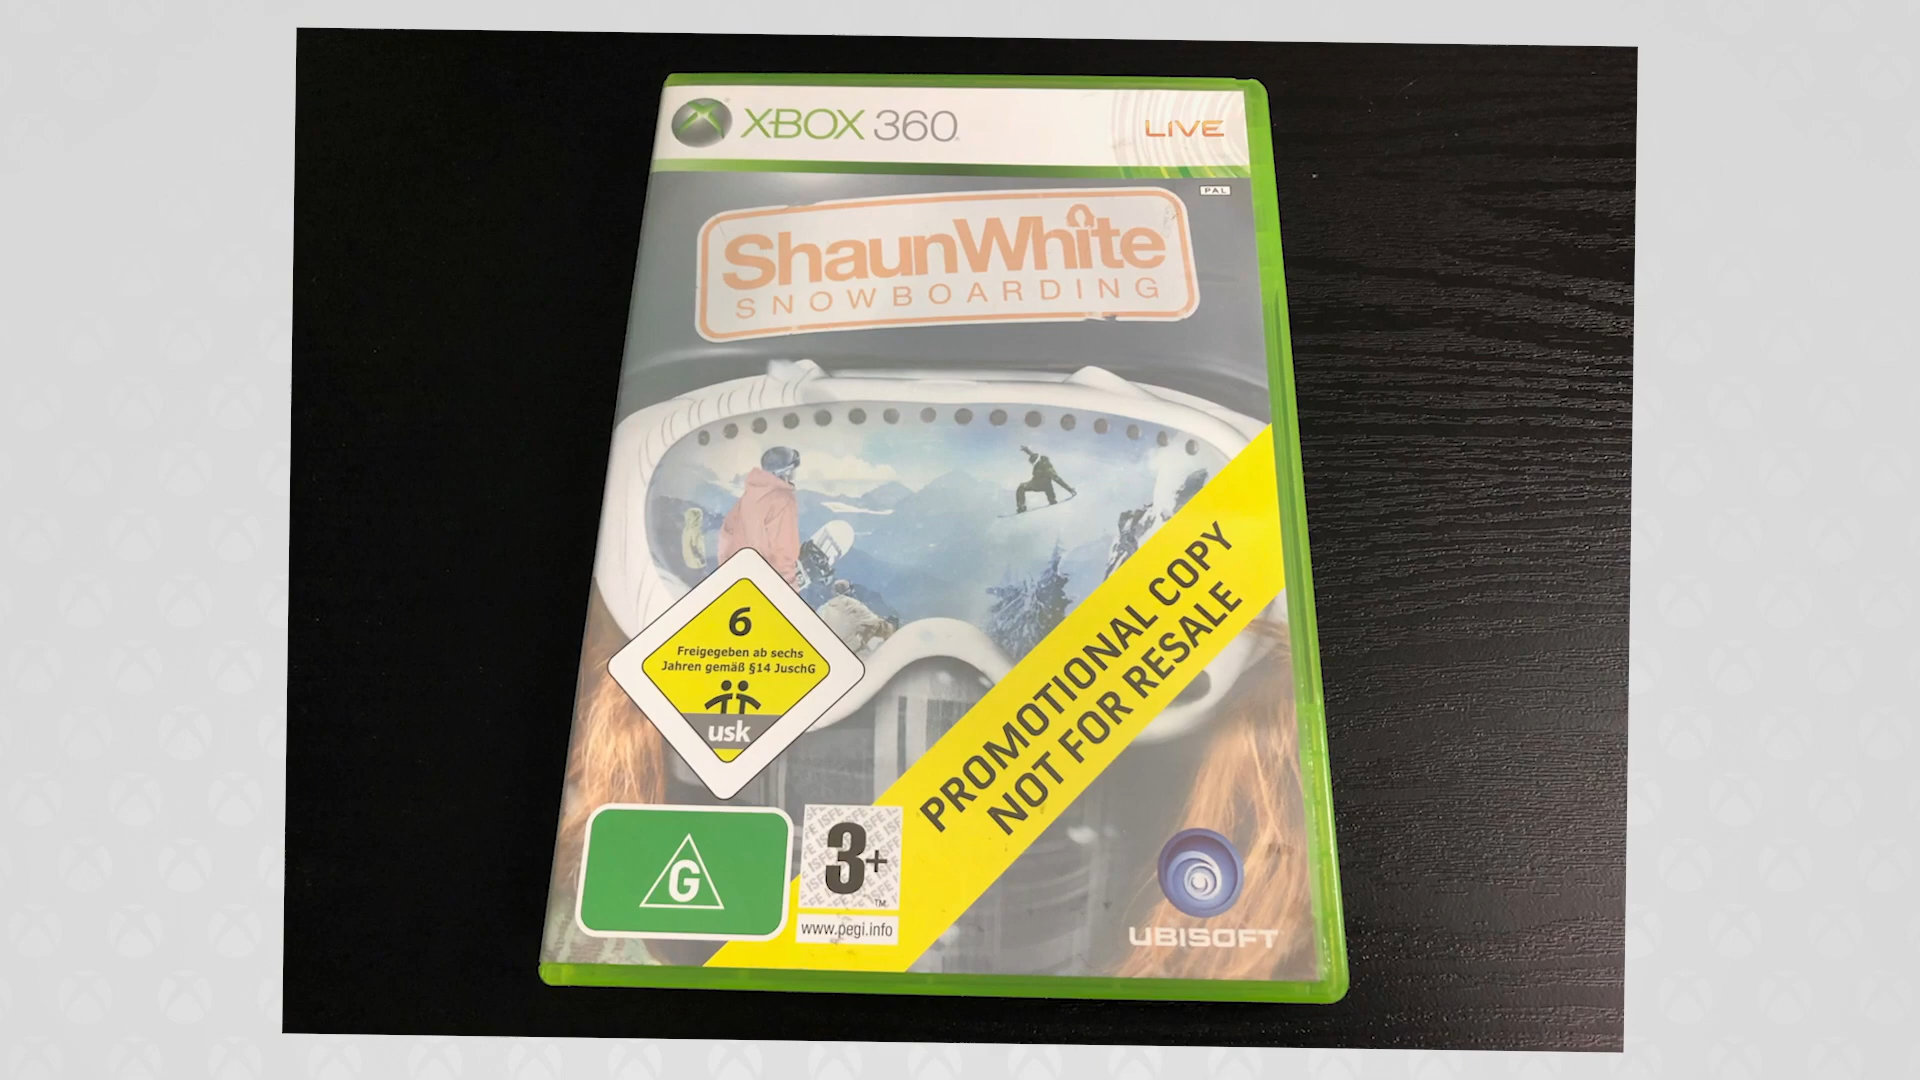 XBOX 360
LIVE
PAL
ShaunWhite
SNOWBOARDING
6
Freigegeben ab sechs
Jahren gemäß §14 JuschG
usk
PROMOTIONAL COPY
NOT FOR RESALE
G
3+
TM
www.pegi.info
UBISOFT